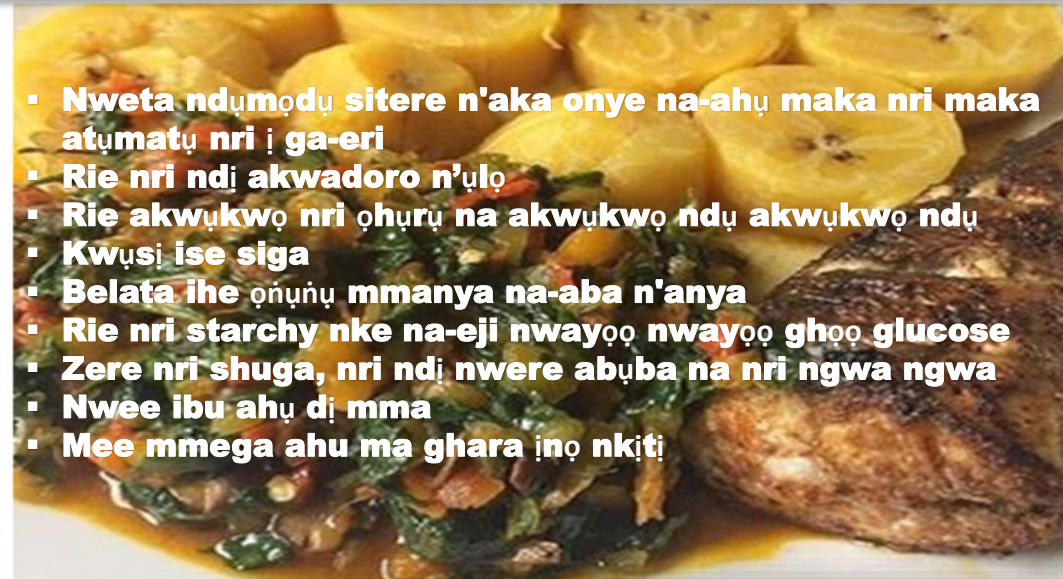 ▪ Nweta ndụmọdụ sitere n'aka onye na-ahụ maka nri maka
atụmatụ nri ị ga-eri
▪ Rie nri ndị akwadoro n’ụlọ
▪ Rie akwụkwọ nri ọhụrụ na akwụkwọ ndụ akwụkwọ ndụ
▪ Kwụsị ise siga
▪ Belata ihe ọṅụṅụ mmanya na-aba n'anya
▪ Rie nri starchy nke na-eji nwayọọ nwayọọ ghọọ glucose
▪ Zere nri shuga, nri ndị nwere abụba na nri ngwa ngwa
▪ Nwee ibu ahụ dị mma
▪ Mee mmega ahu ma ghara ịnọ nkịtị